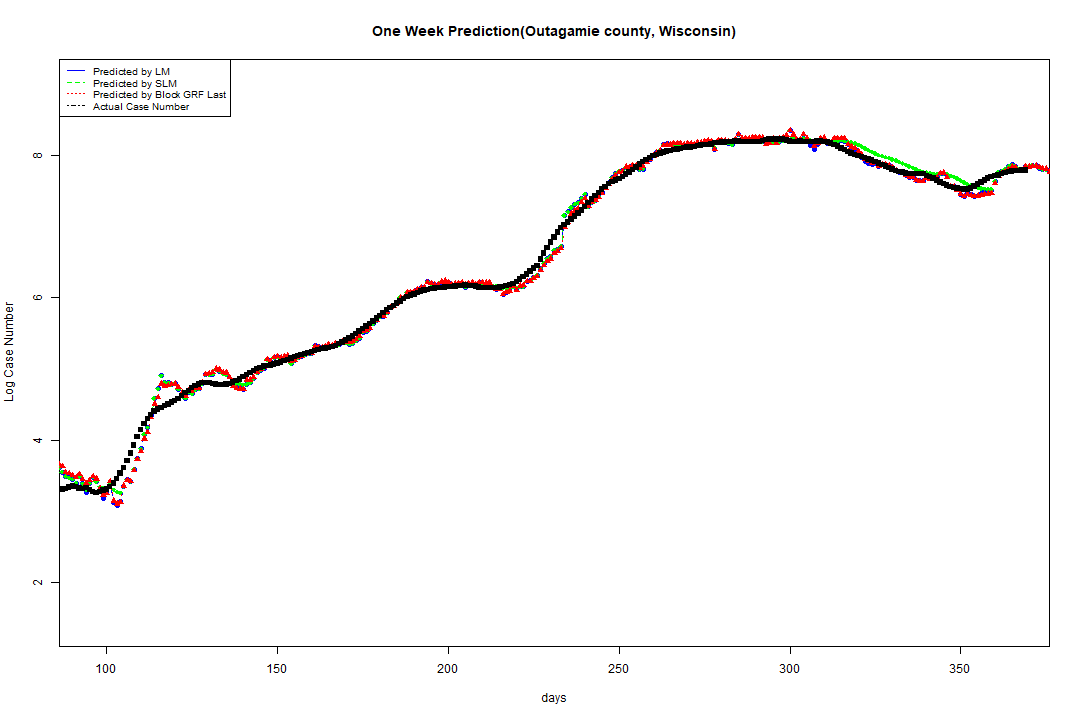 One Week Prediction(Outagamie county, Wisconsin)
Predicted by LM
Predicted by SLM
Predicted by Block GRF Last
Actual Case Number
8
6
4
2
Log Case Number
100 150 200 250 300 350
days